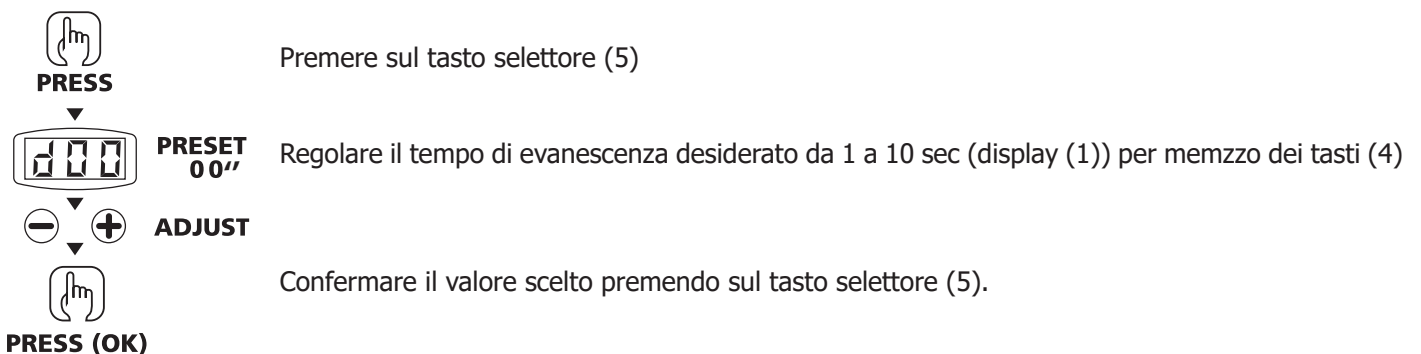 PRESS
Premere sul tasto selettore (5)
d00
PRESET
00"
Regolare il tempo di evanescenza desiderato da 1 a 10 sec (display (1)) per memzzo dei tasti (4)
ADJUST
Confermare il valore scelto premendo sul tasto selettore (5).
PRESS (OK)